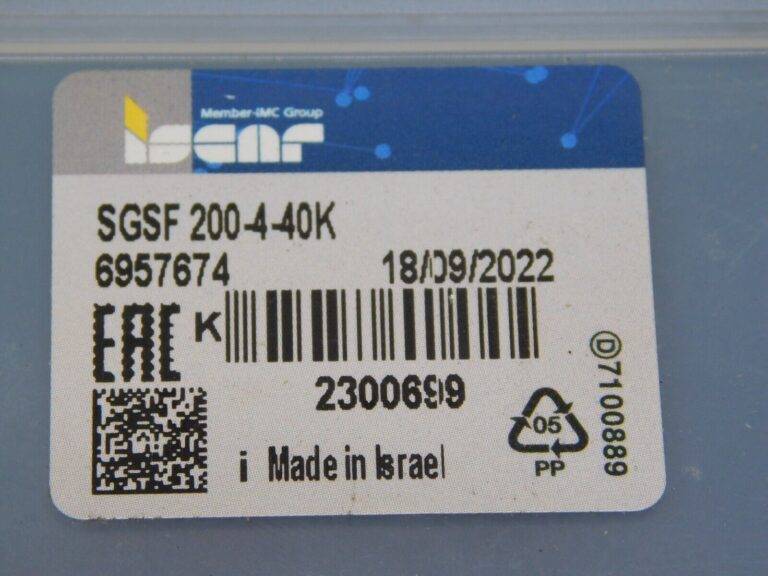 Member IMC Group
iscar
SGSF 200-4-40K
6957674
18/09/2022
EAC
K
2300699
i Made in Israel
05
PP
Ⓓ7100889